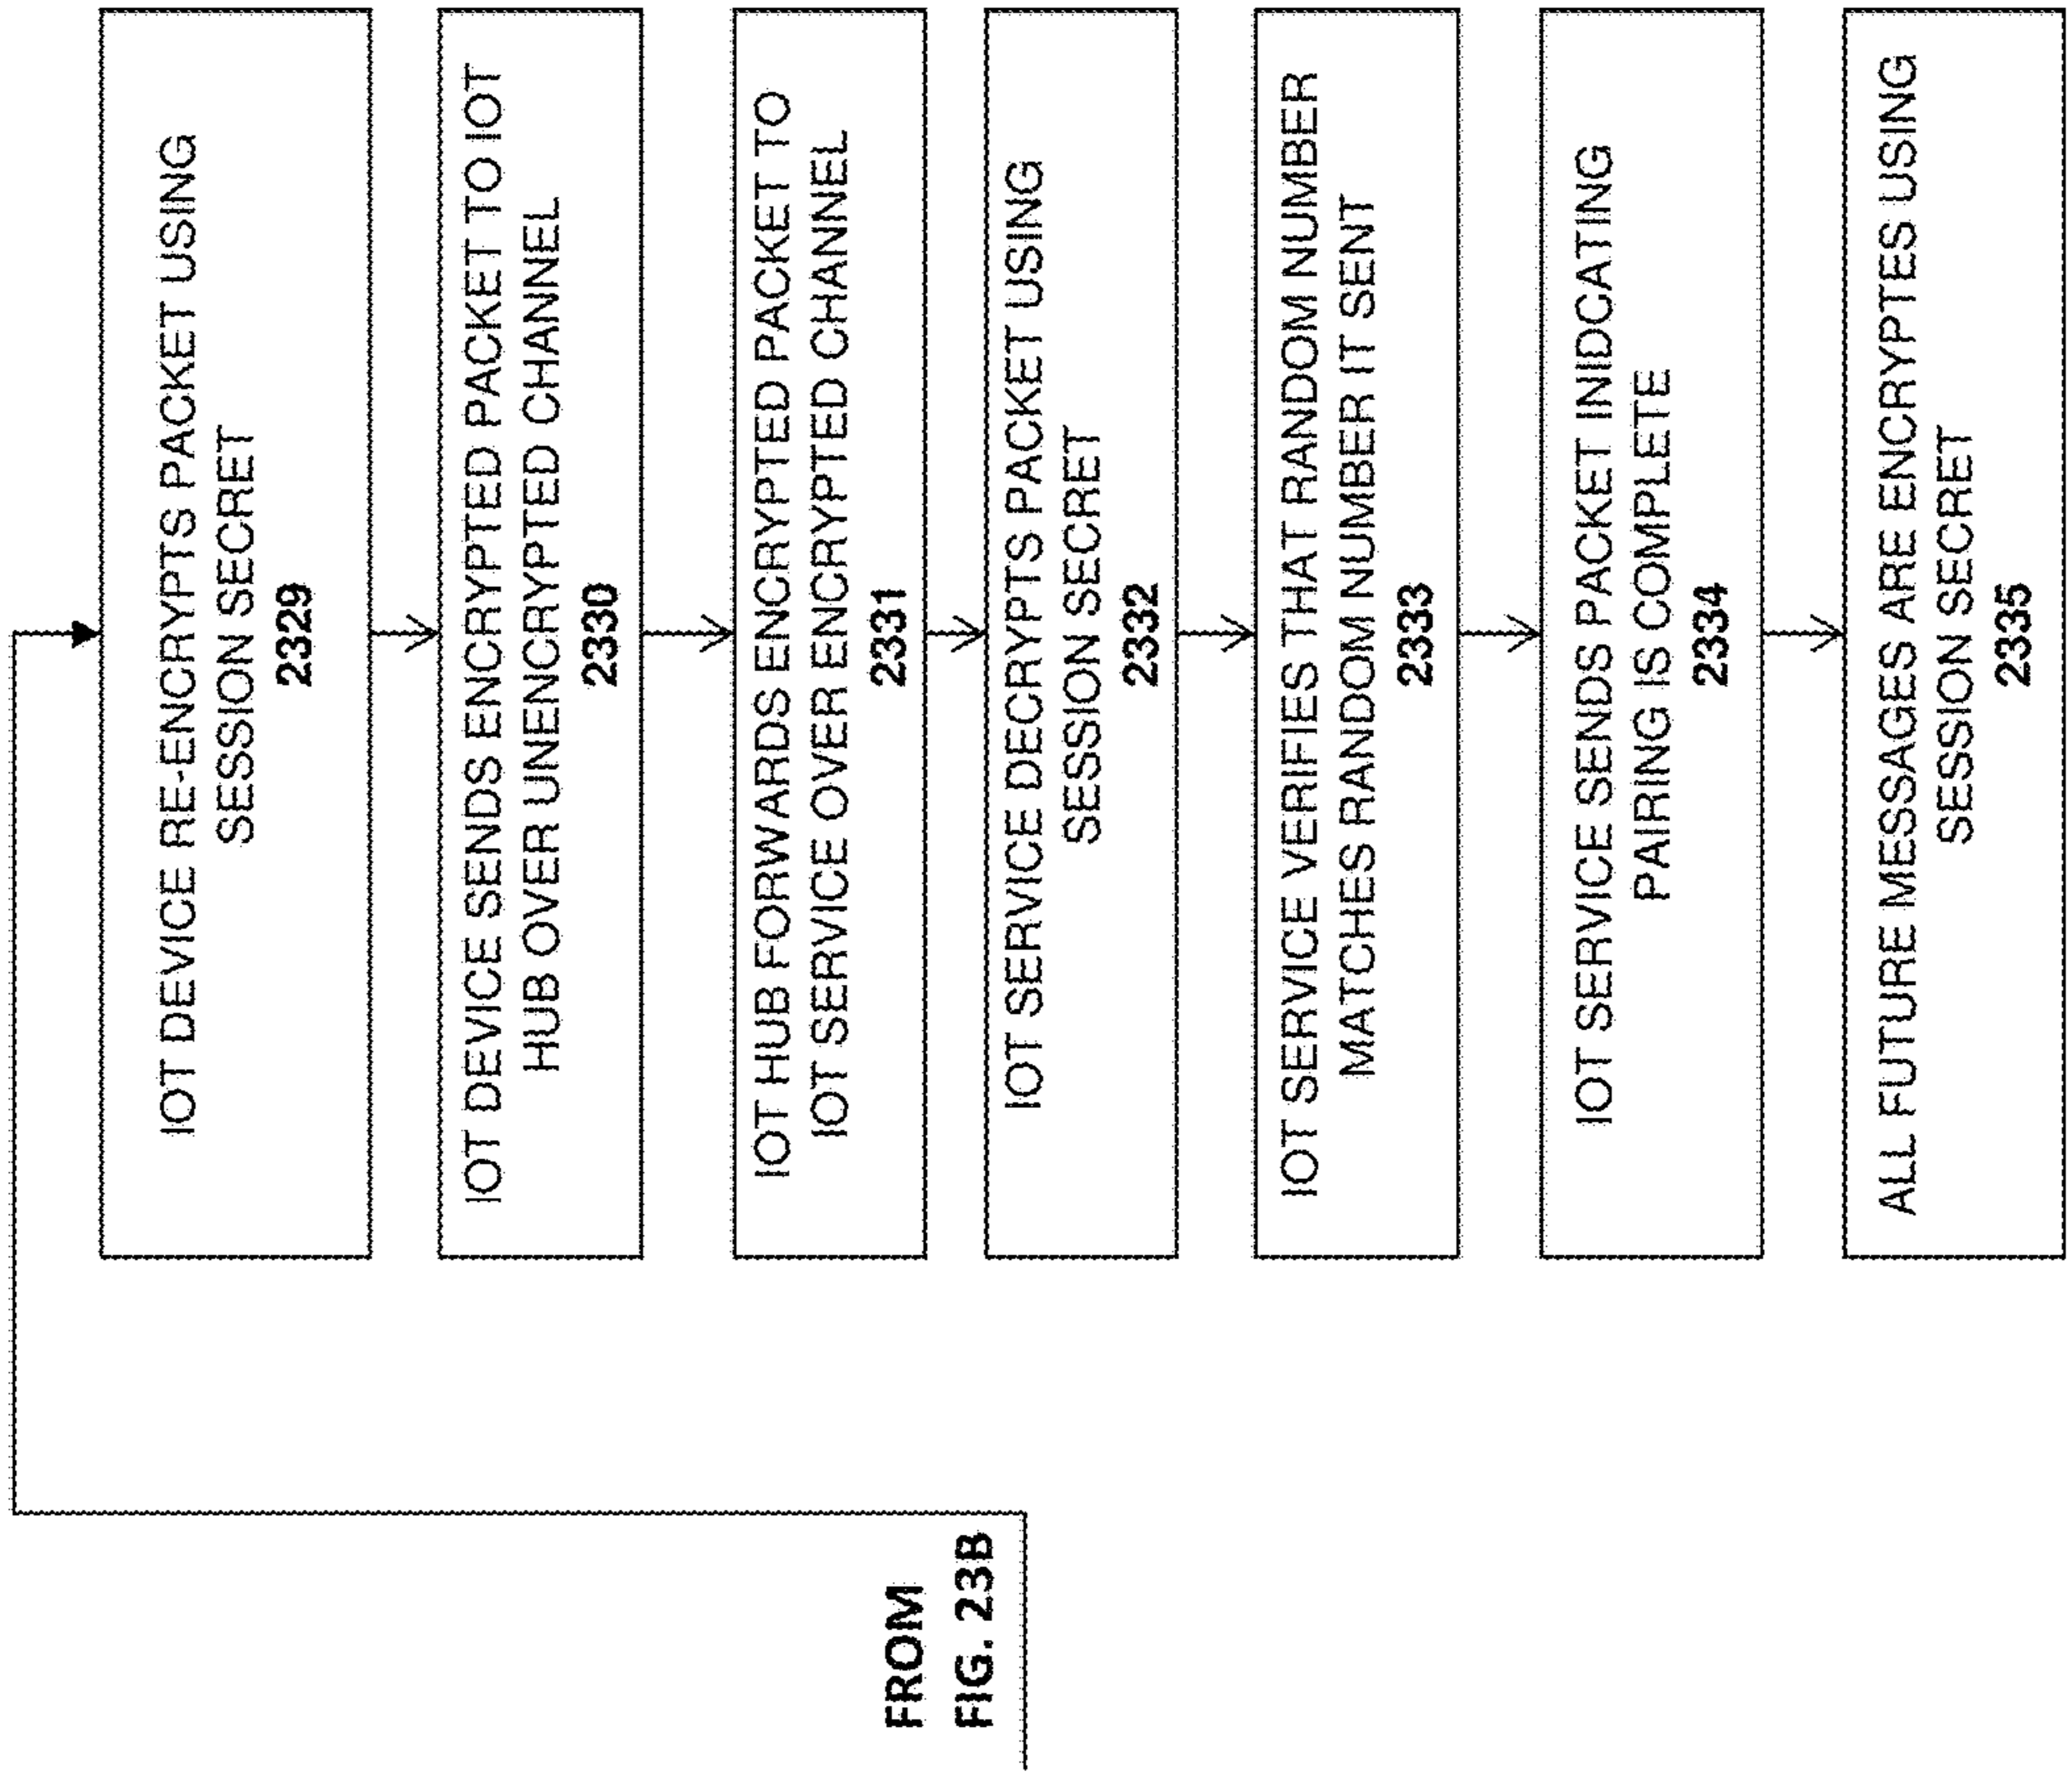 FROM
FIG. 23B
IOT DEVICE RE-ENCRYPTS PACKET USING
SESSION SECRET
2329
IOT DEVICE SENDS ENCRYPTED PACKET TO IOT
HUB OVER UNENCRYPTED CHANNEL
2330
IOT HUB FORWARDS ENCRYPTED PACKET TO
IOT SERVICE OVER ENCRYPTED CHANNEL
2331
IOT SERVICE DECRYPTS PACKET USING
SESSION SECRET
2332
IOT SERVICE VERIFIES THAT RANDOM NUMBER
MATCHES RANDOM NUMBER IT SENT
2333
IOT SERVICE SENDS PACKET INIDCATING
PAIRING IS COMPLETE
2334
ALL FUTURE MESSAGES ARE ENCRYPTES USING
SESSION SECRET
2335